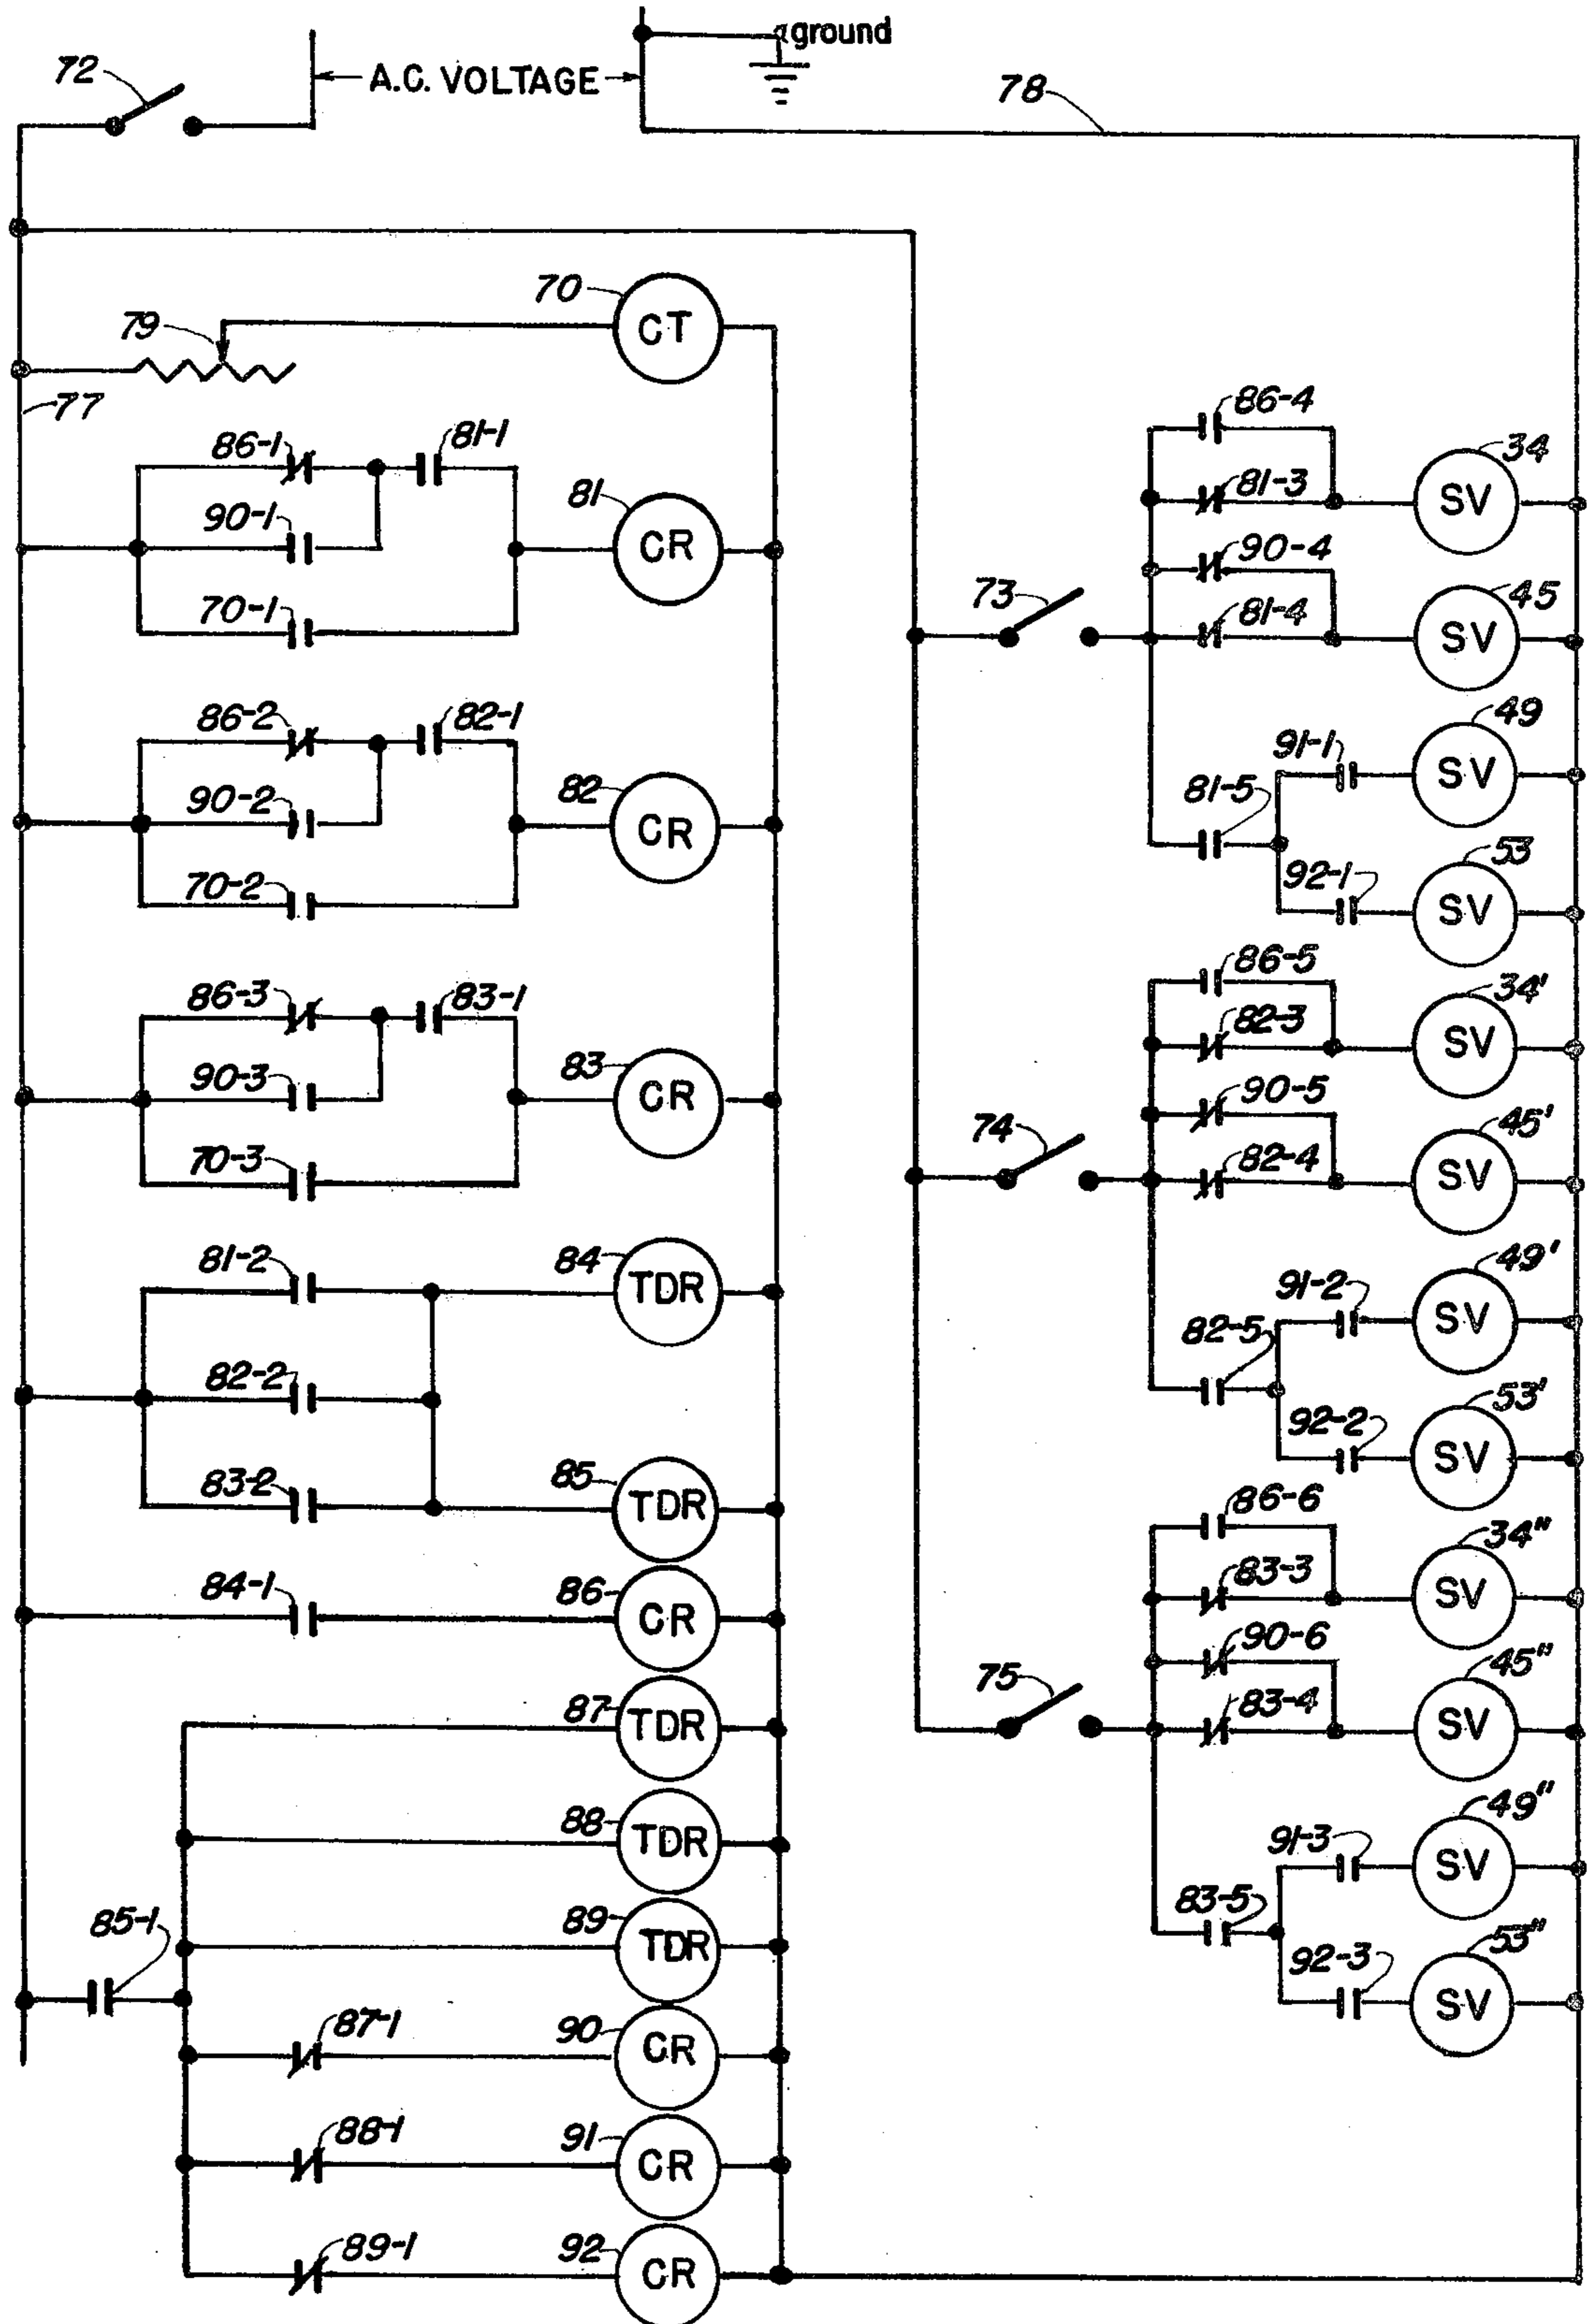 ground
72
A.C. VOLTAGE
78
70
CT
79
77
86-1
81-1
81
90-1
CR
70-1
86-2
82-1
82
90-2
CR
70-2
86-3
83-1
83
90-3
CR
70-3
81-2
84
TDR
82-2
83-2
85
TDR
84-1
86
CR
87
TDR
88
TDR
85-1
89
TDR
87-1
90
CR
88-1
91
CR
89-1
92
CR
86-4
34
81-3
SV
90-4
73
45
81-4
SV
49
91-1
SV
81-5
53
92-1
SV
86-5
34'
82-3
SV
90-5
74
45'
82-4
SV
49'
91-2
SV
82-5
53'
92-2
SV
86-6
34"
83-3
SV
90-6
75
45"
83-4
SV
49"
91-3
SV
83-5
53"
92-3
SV